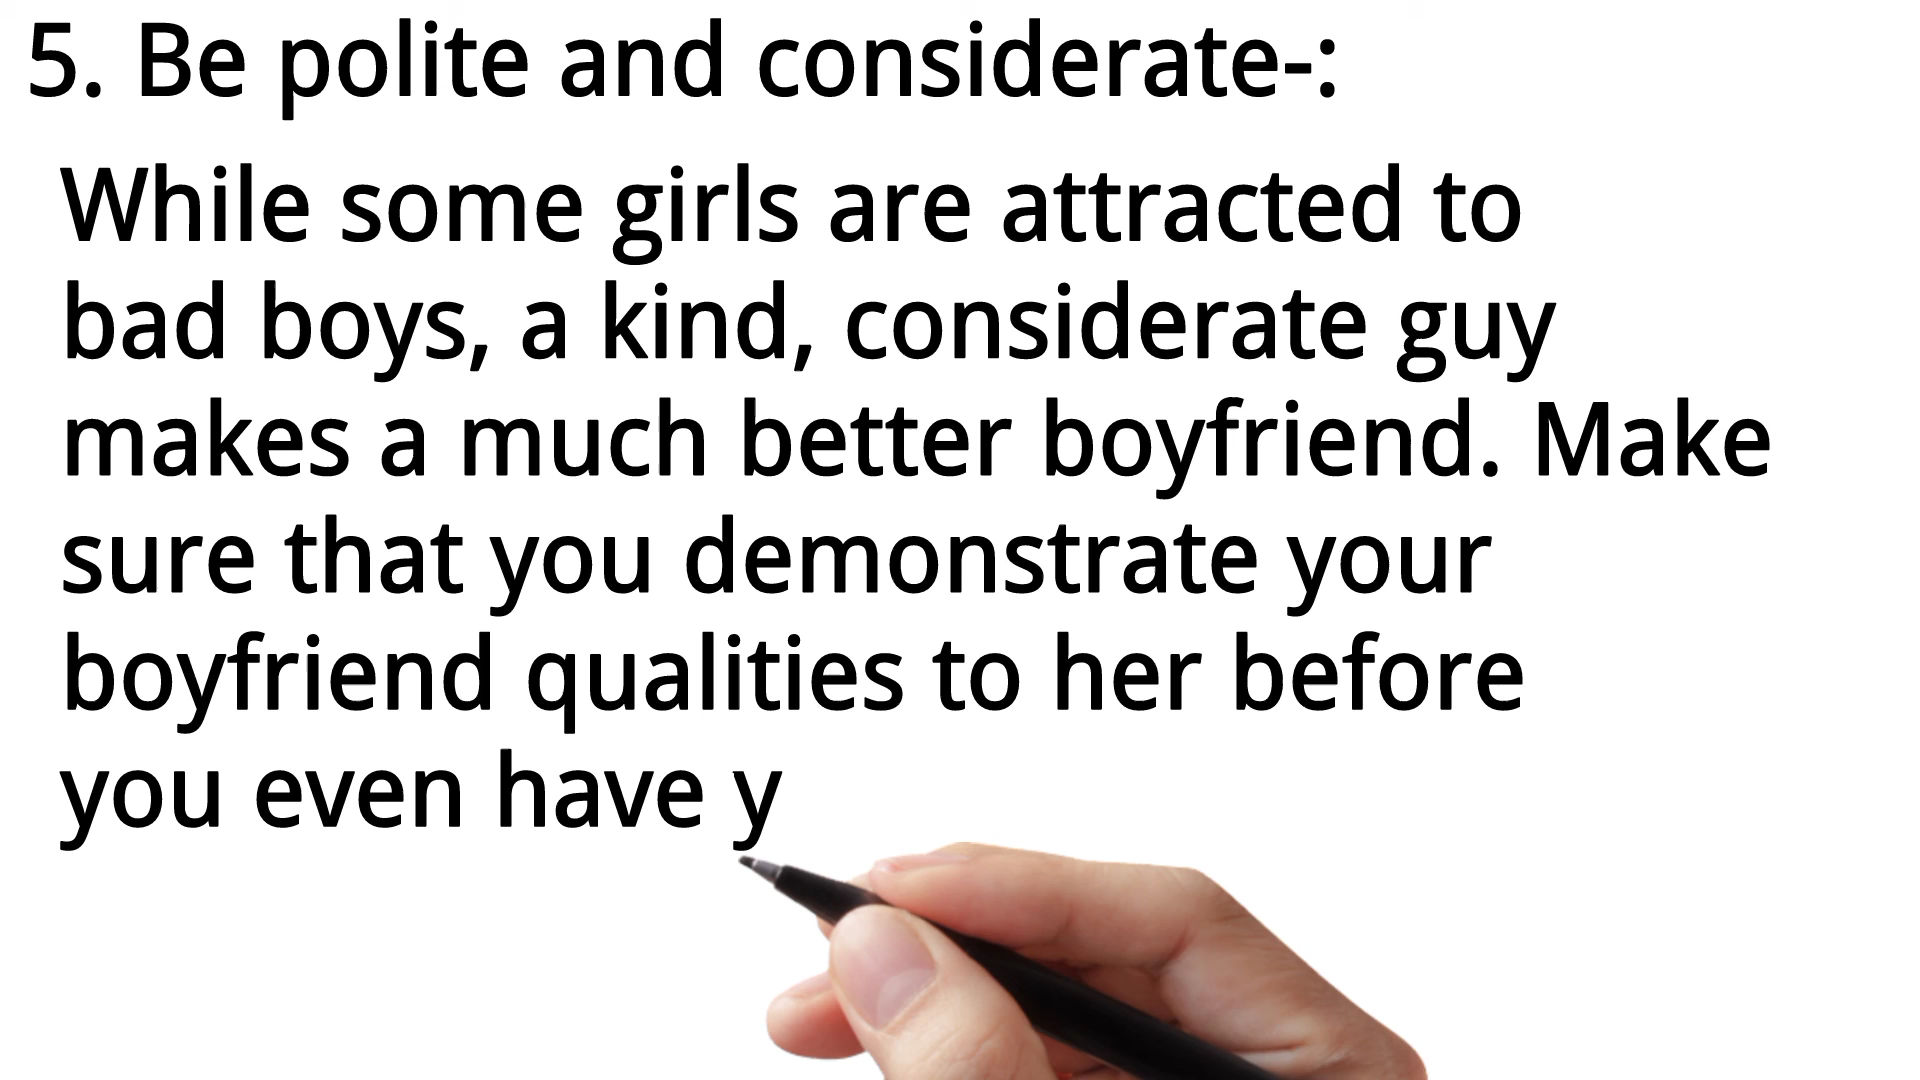 5. Be polite and considerate-:
While some girls are attracted to
bad boys, a kind, considerate guy
makes a much better boyfriend. Make
sure that you demonstrate your
boyfriend qualities to her before
you even have y